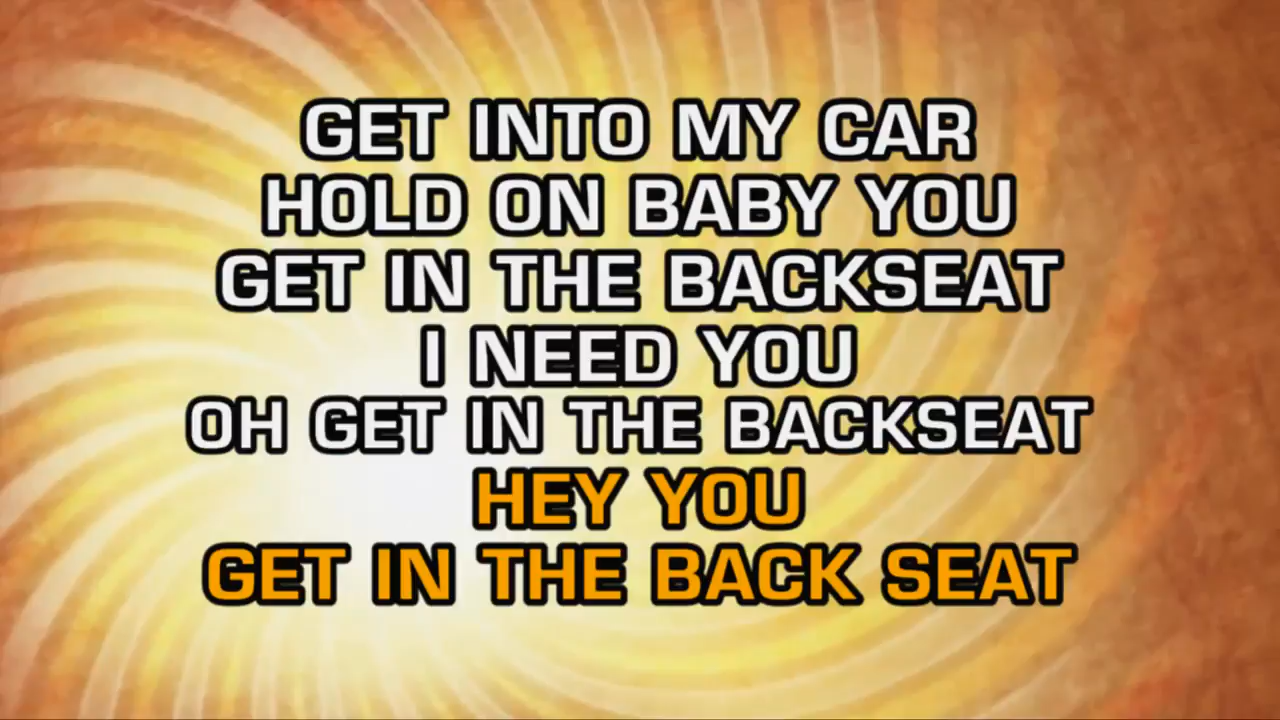 GET INTO MY CAR
HOLD ON BABY YOU
GET IN THE BACKSEAT
I NEED YOU
OH GET IN THE BACKSEAT
HEY YOU
GET IN THE BACK SEAT